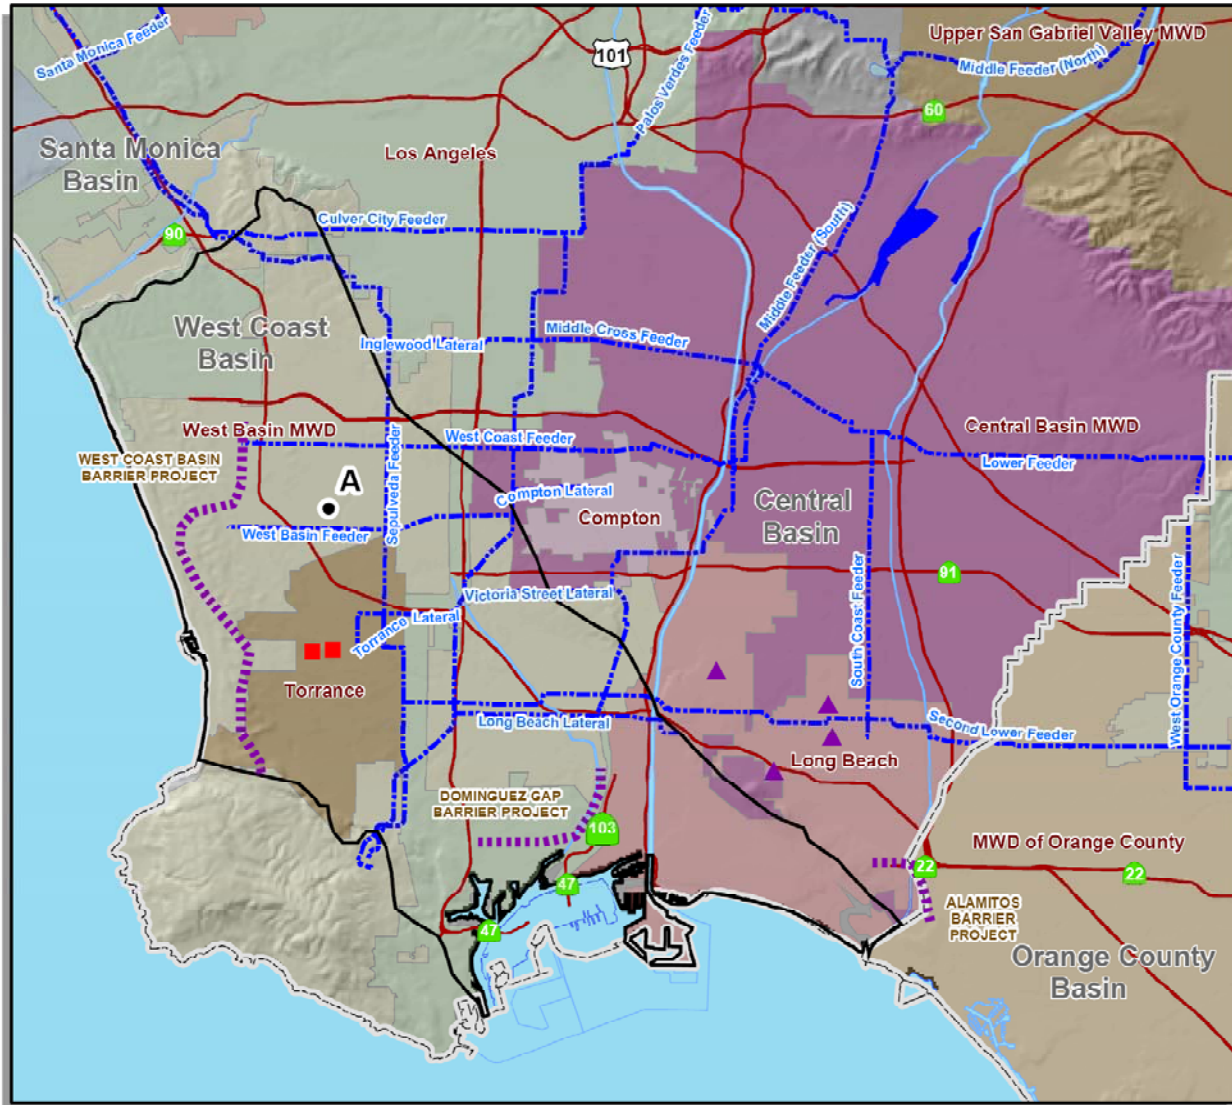 Santa Monica Feeder
101
Palos Verdes Feeder
Upper San Gabriel Valley MWD
Middle Feeder (North)
60
Santa Monica
Basin
Los Angeles
90
Culver City Feeder
Middle Feeder (South)
West Coast
Basin
Inglewood Lateral
Middle Cross Feeder
West Basin MWD
West Coast Feeder
Central Basin MWD
Lower Feeder
WEST COAST BASIN
BARRIER PROJECT
A
Sepulveda Feeder
Compton Lateral
Compton
Central
Basin
West Basin Feeder
91
Victoria Street Lateral
Torrance Lateral
South Coast Feeder
West Orange County Feeder
Torrance
Long Beach Lateral
Second Lower Feeder
Long Beach
DOMINGUEZ GAP
BARRIER PROJECT
103
MWD of Orange County
22
22
47
47
ALAMITOS
BARRIER
PROJECT
Orange County
Basin